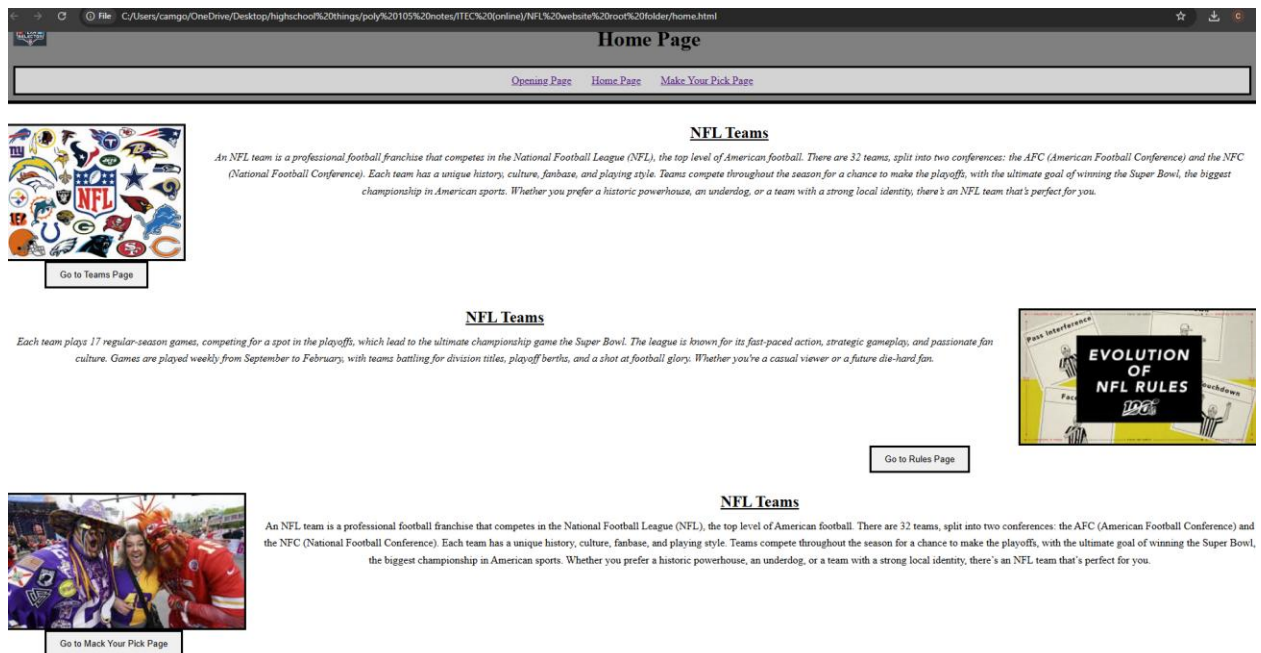 File C:/Users/camgo/OneDrive/Desktop/highschool%20things/poly%20105%20notes/ITEC%20(online)/NFL%20website%20root%20folder/home.html
Home Page
Opening Page Home Page Make Your Pick Page
NFL Teams
An NFL team is a professional football franchise that competes in the National Football League (NFL), the top level of American football. There are 32 teams, split into two conferences: the AFC (American Football Conference) and the NFC
(National Football Conference). Each team has a unique history, culture, fanbase, and playing style. Teams compete throughout the season for a chance to make the playoffs, with the ultimate goal of winning the Super Bowl, the biggest
championship in American sports. Whether you prefer a historic powerhouse, an underdog, or a team with a strong local identity, there's an NFL team that's perfect for you.
ny
JETS
NFL
Go to Teams Page
NFL Teams
Each team plays 17 regular-season games, competing for a spot in the playoffs, which lead to the ultimate championship game the Super Bowl. The league is known for its fast-paced action, strategic gameplay, and passionate fan
culture. Games are played weekly from September to February, with teams battling for division titles, playoff berths, and a shot at football glory. Whether you're a casual viewer or a future die-hard fan.
Pass Interference
EVOLUTION
OF
NFL RULES
100
Face
ouchdown
Go to Rules Page
NFL Teams
An NFL team is a professional football franchise that competes in the National Football League (NFL), the top level of American football. There are 32 teams, split into two conferences: the AFC (American Football Conference) and
the NFC (National Football Conference). Each team has a unique history, culture, fanbase, and playing style. Teams compete throughout the season for a chance to make the playoffs, with the ultimate goal of winning the Super Bowl,
the biggest championship in American sports. Whether you prefer a historic powerhouse, an underdog, or a team with a strong local identity, there's an NFL team that's perfect for you.
Go to Mack Your Pick Page